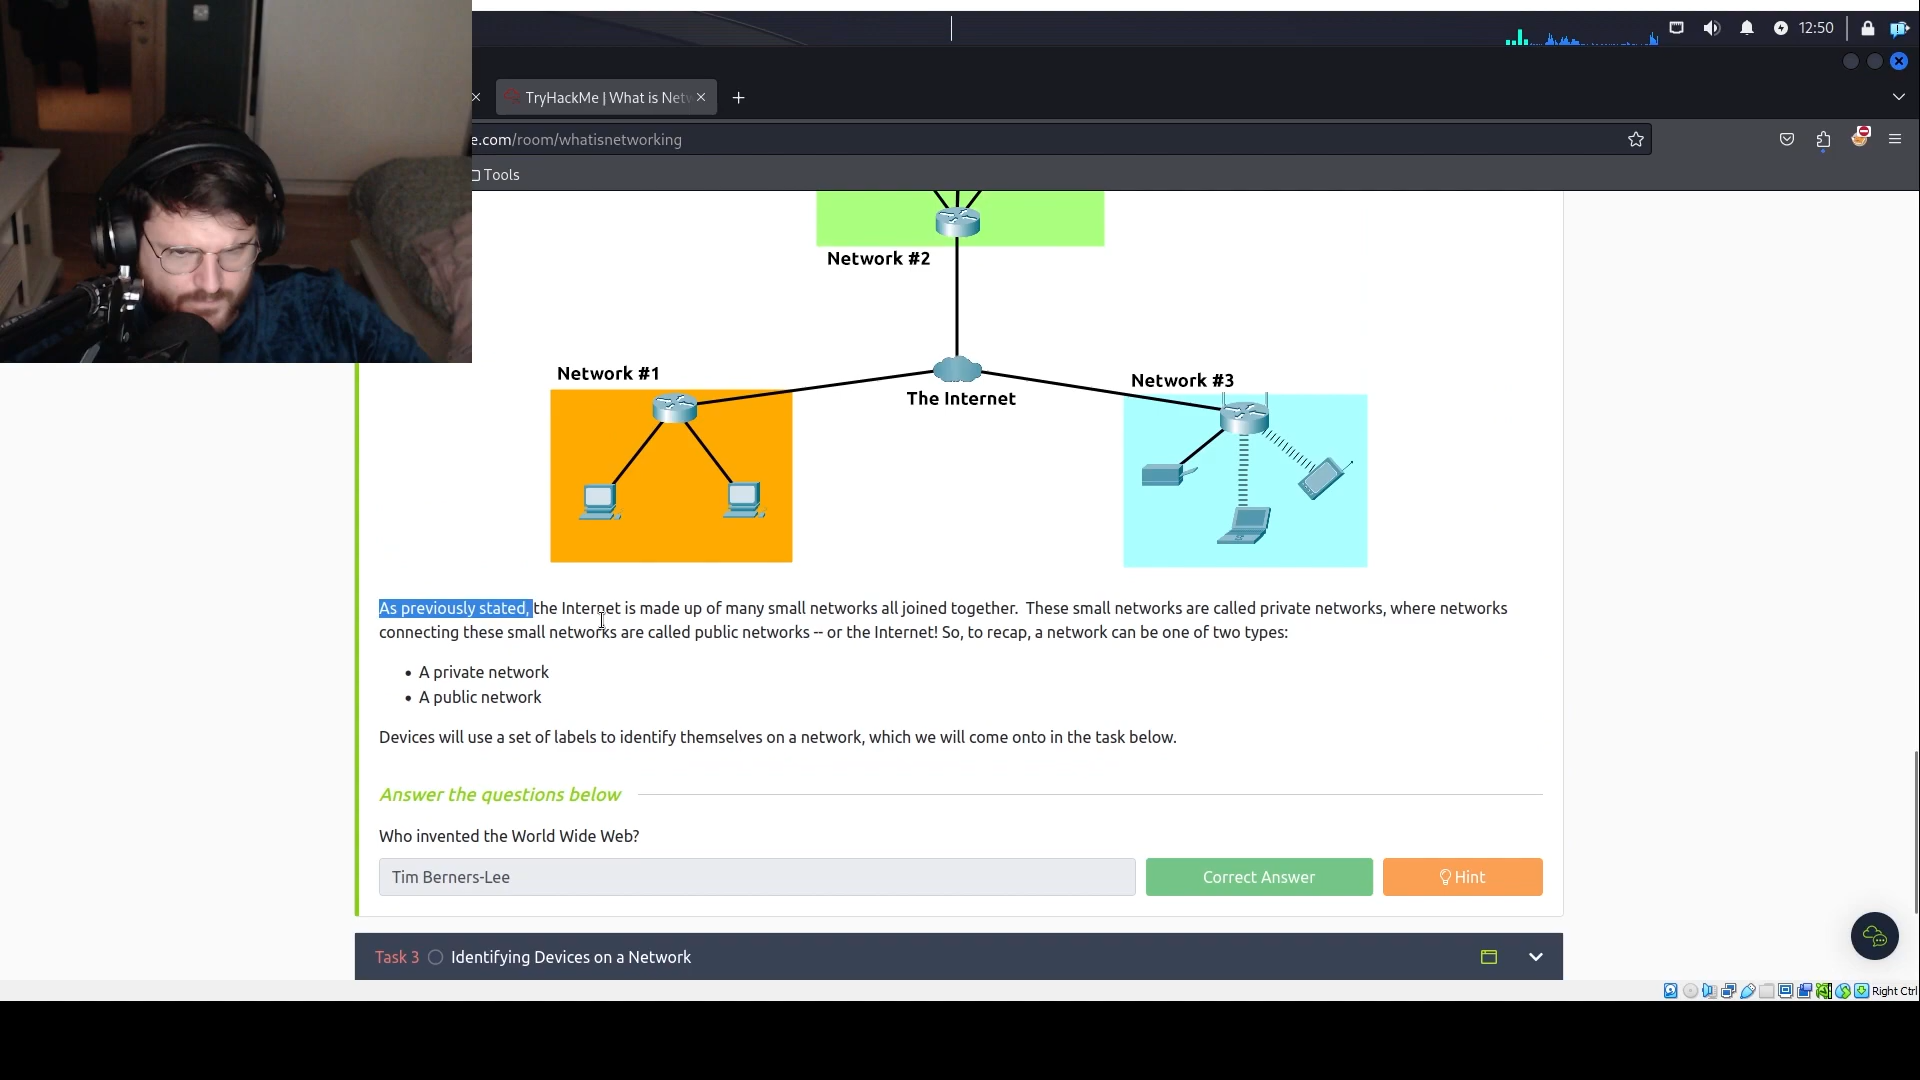 12:50
TryHackMe | What is Netw
e.com/room/whatisnetworking
Tools
Network #2
Network #1
The Internet
Network #3
As previously stated, the Internet is made up of many small networks all joined together.  These small networks are called private networks, where networks
connecting these small networks are called public networks -- or the Internet! So, to recap, a network can be one of two types:
• A private network
• A public network
Devices will use a set of labels to identify themselves on a network, which we will come onto in the task below.
Answer the questions below
Who invented the World Wide Web?
Tim Berners-Lee
Correct Answer
Hint
Task 3
Identifying Devices on a Network
Right Ctrl